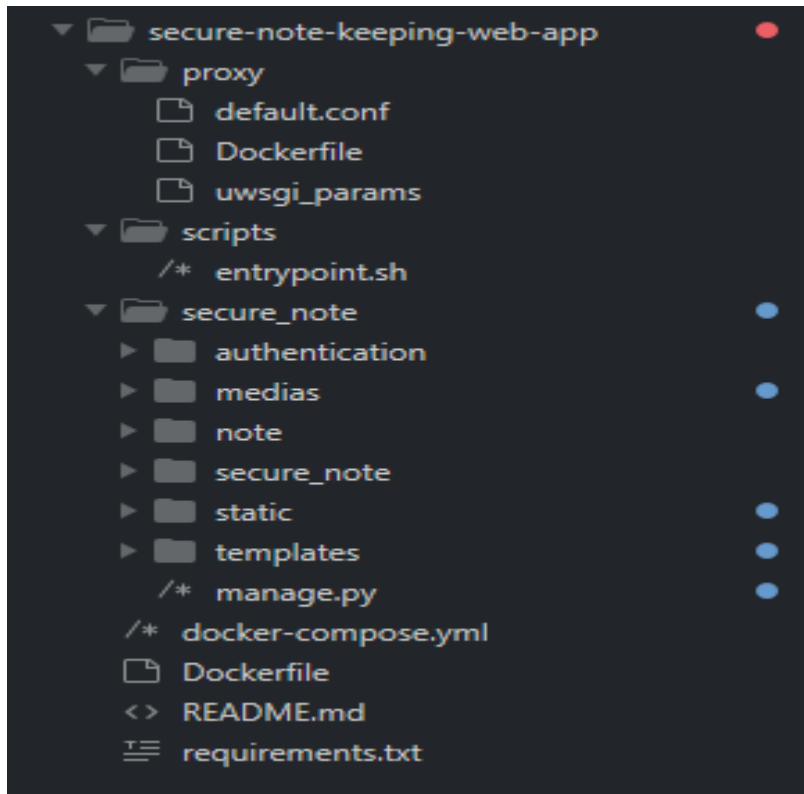 secure-note-keeping-web-app
proxy
default.conf
Dockerfile
uwsgi_params
scripts
/* entrypoint.sh
secure_note
authentication
medias
note
secure_note
static
templates
/* manage.py
/* docker-compose.yml
Dockerfile
<> README.md
requirements.txt